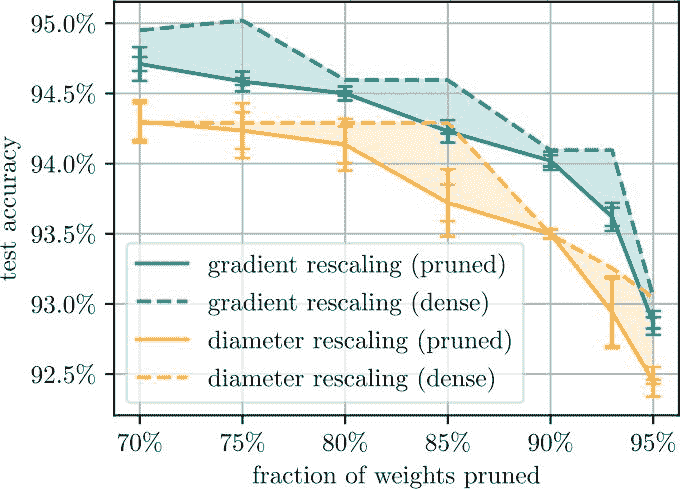 95.0%
94.5%
94.0%
93.5%
93.0%
92.5%
test accuracy
gradient rescaling (pruned)
gradient rescaling (dense)
diameter rescaling (pruned)
diameter rescaling (dense)
70% 75% 80% 85% 90% 95%
fraction of weights pruned